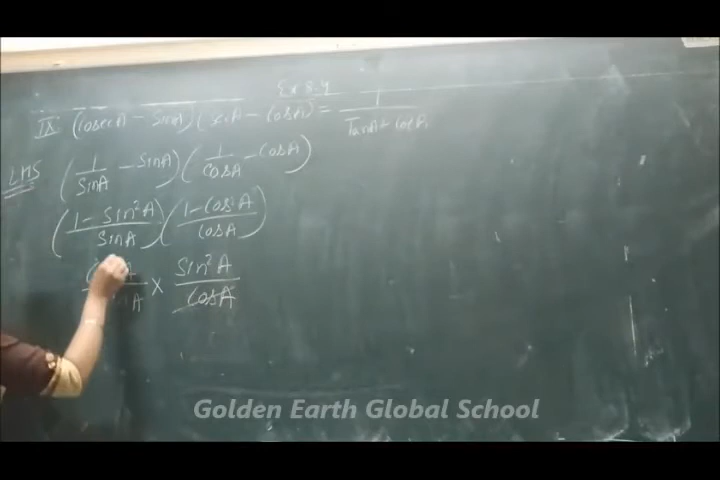 Ex 8.4
IX (CosecA - SinA) (SecA - CosA) = 1 / TanA + CotA
LHS (1/SinA - SinA) (1/CosA - CosA)
(1 - Sin²A / SinA) (1 - Cos²A / CosA)
A × Sin²A / CosA
Golden Earth Global School